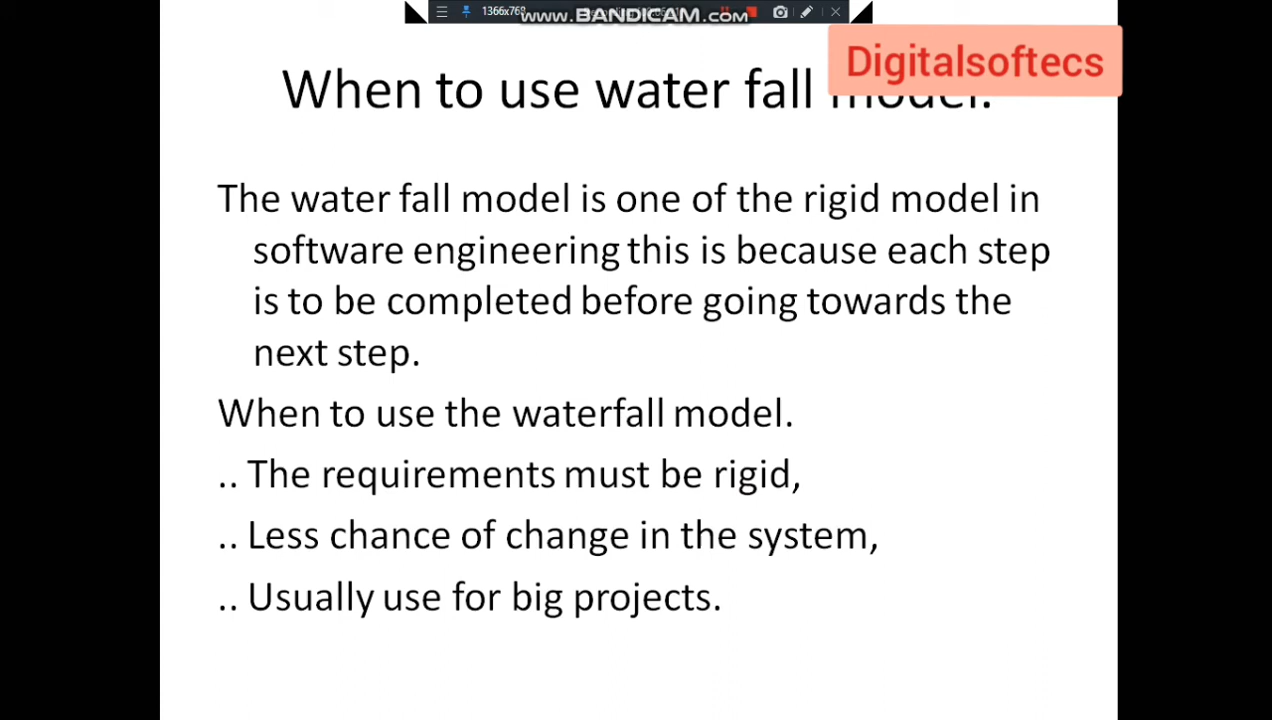 1366x768
www.BANDICAM.com
Digitalsoftecs
When to use water fall model.
The water fall model is one of the rigid model in
software engineering this is because each step
is to be completed before going towards the
next step.
When to use the waterfall model.
.. The requirements must be rigid,
.. Less chance of change in the system,
.. Usually use for big projects.